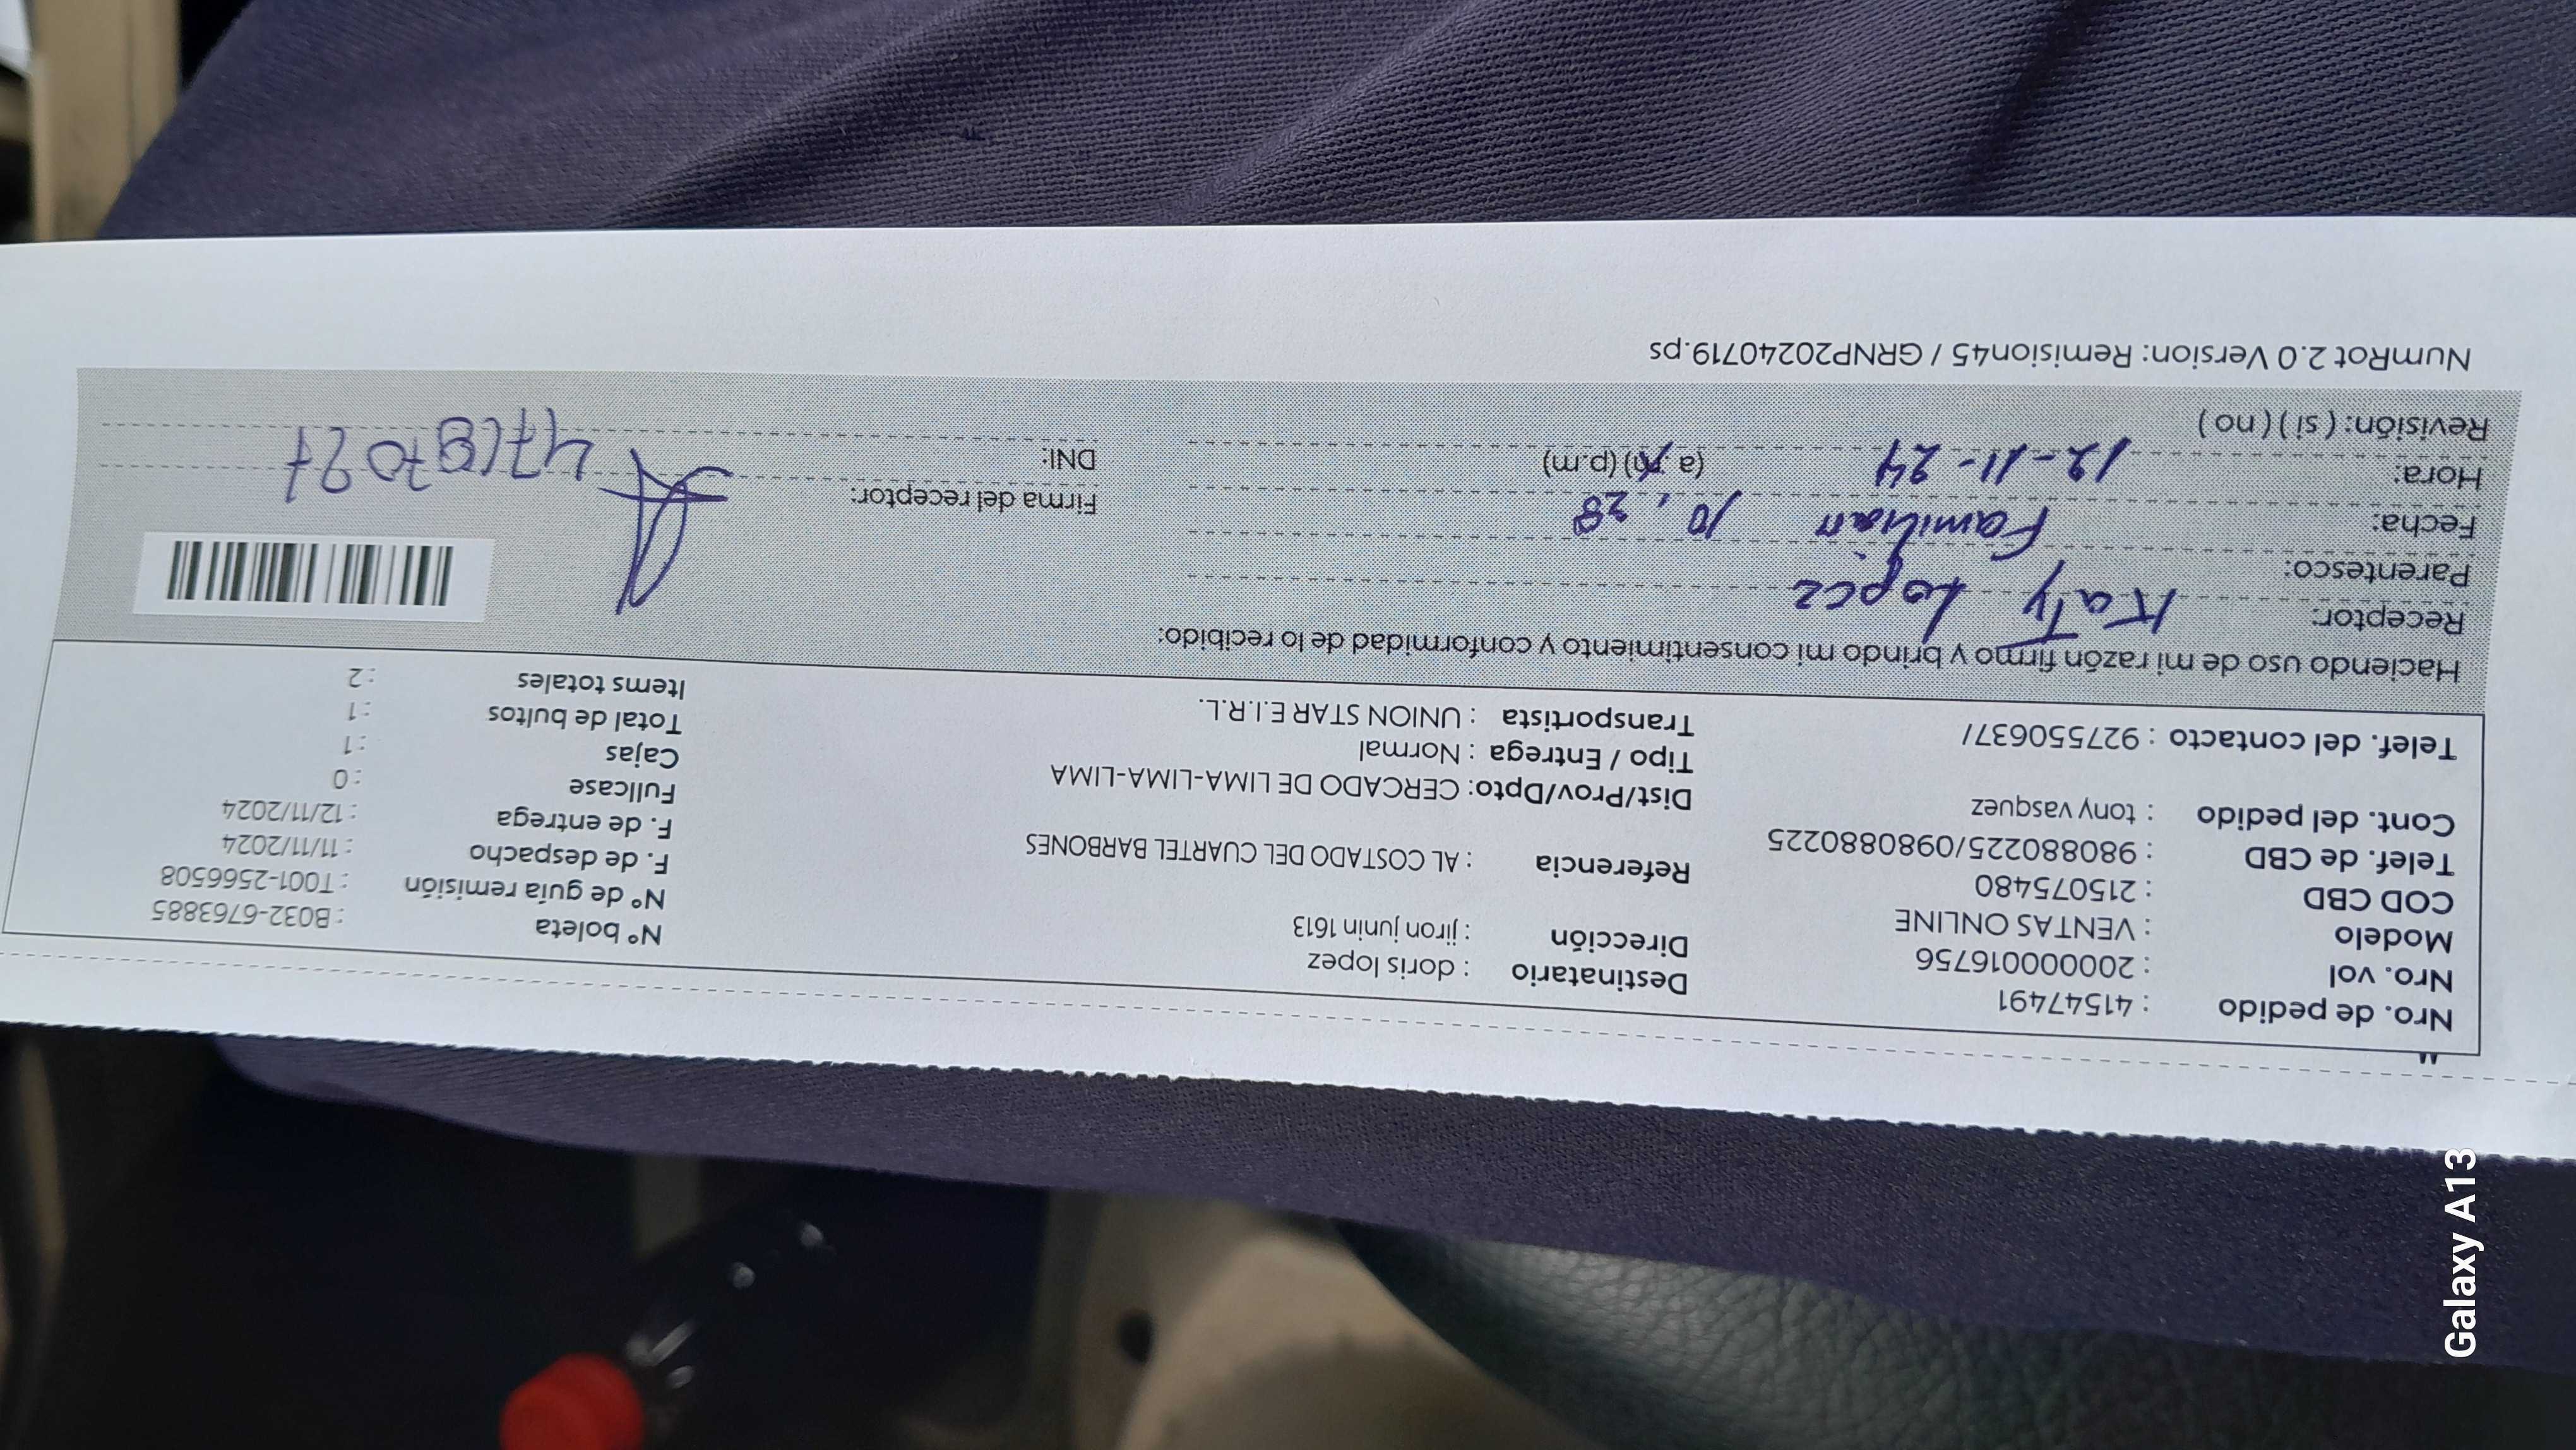 Nro. de pedido : 41547491
Nro. vol : 20000000016756
Modelo : VENTAS ONLINE
COD CBD : 215075480
Telef. de CBD : 980880225/0980880225
Cont. del pedido : tony vasquez
Telef. del contacto : 927550637/
Destinatario : doris lopez
Dirección : jiron junin 1613
Referencia : AL COSTADO DEL CUARTEL BARBONES
Dist/Prov/Dpto: CERCADO DE LIMA-LIMA-LIMA
Tipo / Entrega : Normal
Transportista : UNION STAR E.I.R.L.
N° boleta : B032-6763885
N° de guía remisión : T001-2566508
F. de despacho : 11/11/2024
F. de entrega : 12/11/2024
Fullcase : 0
Cajas : 1
Total de bultos : 1
Items totales : 2
Haciendo uso de mi razón firmo y brindo mi consentimiento y conformidad de lo recibido:
Receptor: Katy Lopez
Parentesco: Familiar
Fecha: 10, 28
Hora: 12-11-24 (a.m) (p.m)
Revisión: ( si ) ( no )
Firma del receptor:
DNI:
NumRot 2.0 Version: Remision45 / GRNP20240719.ps
Galaxy A13